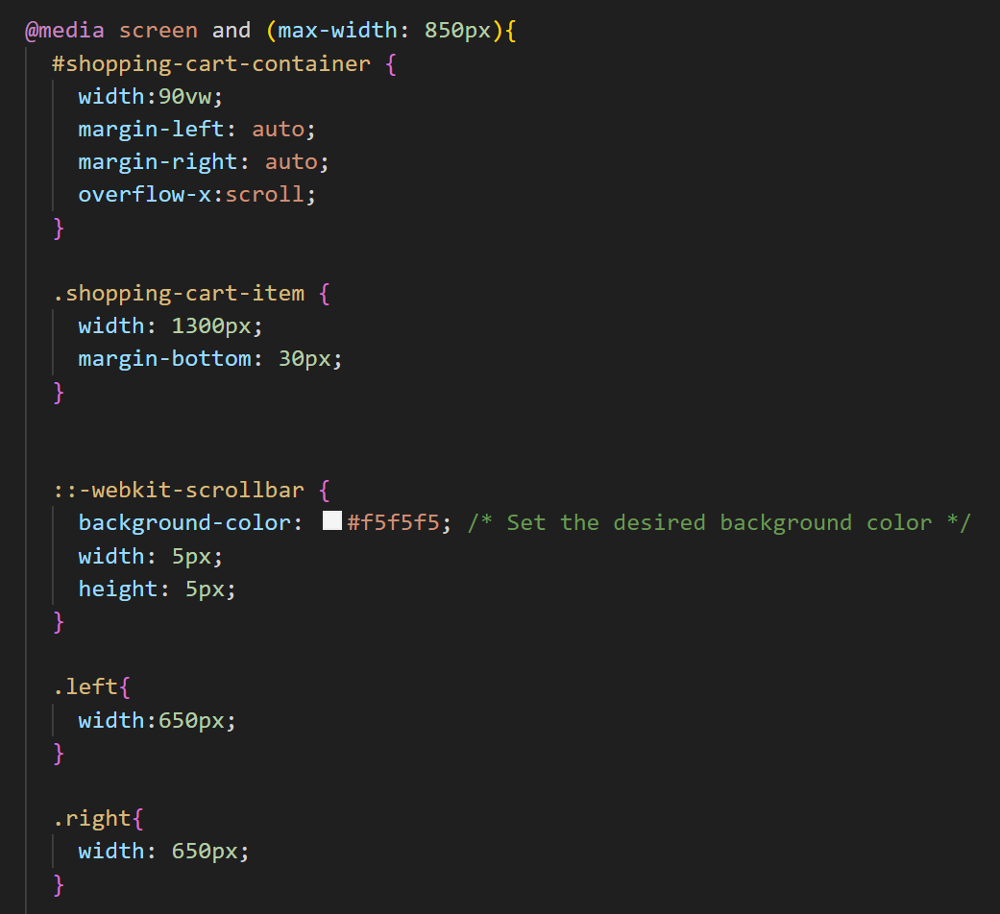 @media screen and (max-width: 850px){
#shopping-cart-container {
width:90vw;
margin-left: auto;
margin-right: auto;
overflow-x:scroll;
}
.shopping-cart-item {
width: 1300px;
margin-bottom: 30px;
}
::-webkit-scrollbar {
background-color: #f5f5f5; /* Set the desired background color */
width: 5px;
height: 5px;
}
.left{
width:650px;
}
.right{
width: 650px;
}